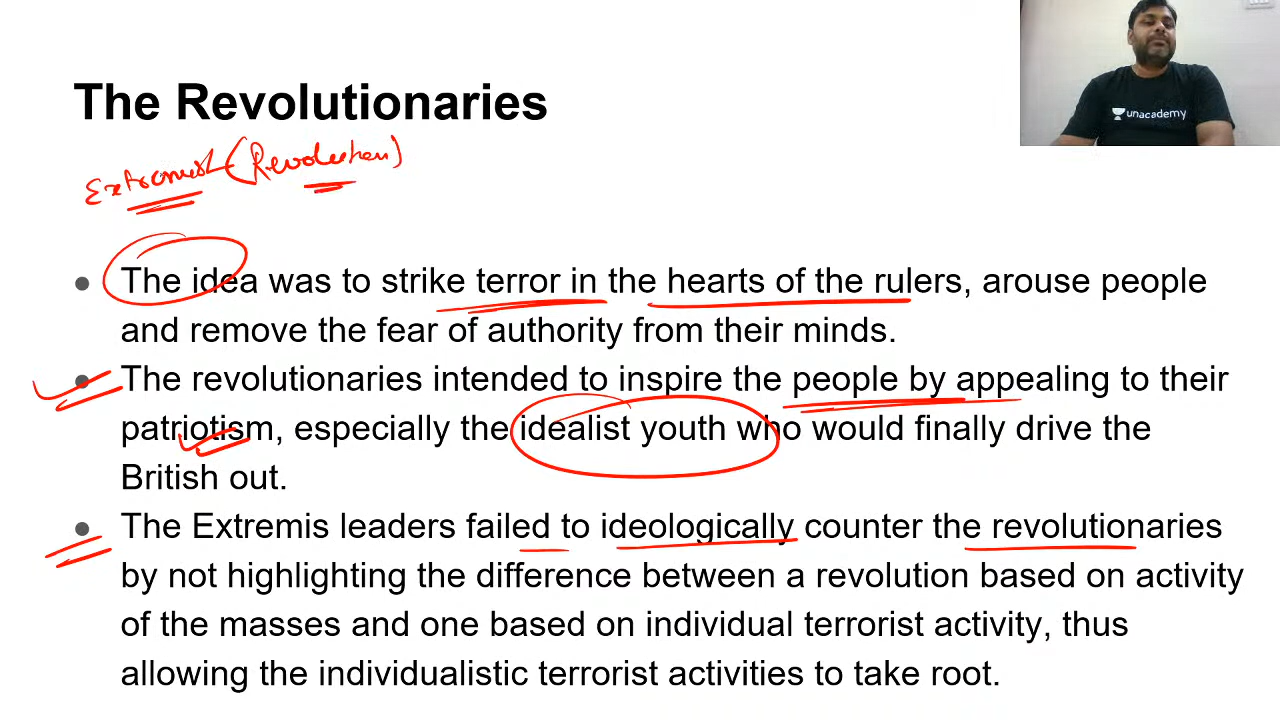 unacademy
The Revolutionaries
Extremist (Revolution)
The idea was to strike terror in the hearts of the rulers, arouse people
and remove the fear of authority from their minds.
The revolutionaries intended to inspire the people by appealing to their
patriotism, especially the idealist youth who would finally drive the
British out.
The Extremis leaders failed to ideologically counter the revolutionaries
by not highlighting the difference between a revolution based on activity
of the masses and one based on individual terrorist activity, thus
allowing the individualistic terrorist activities to take root.